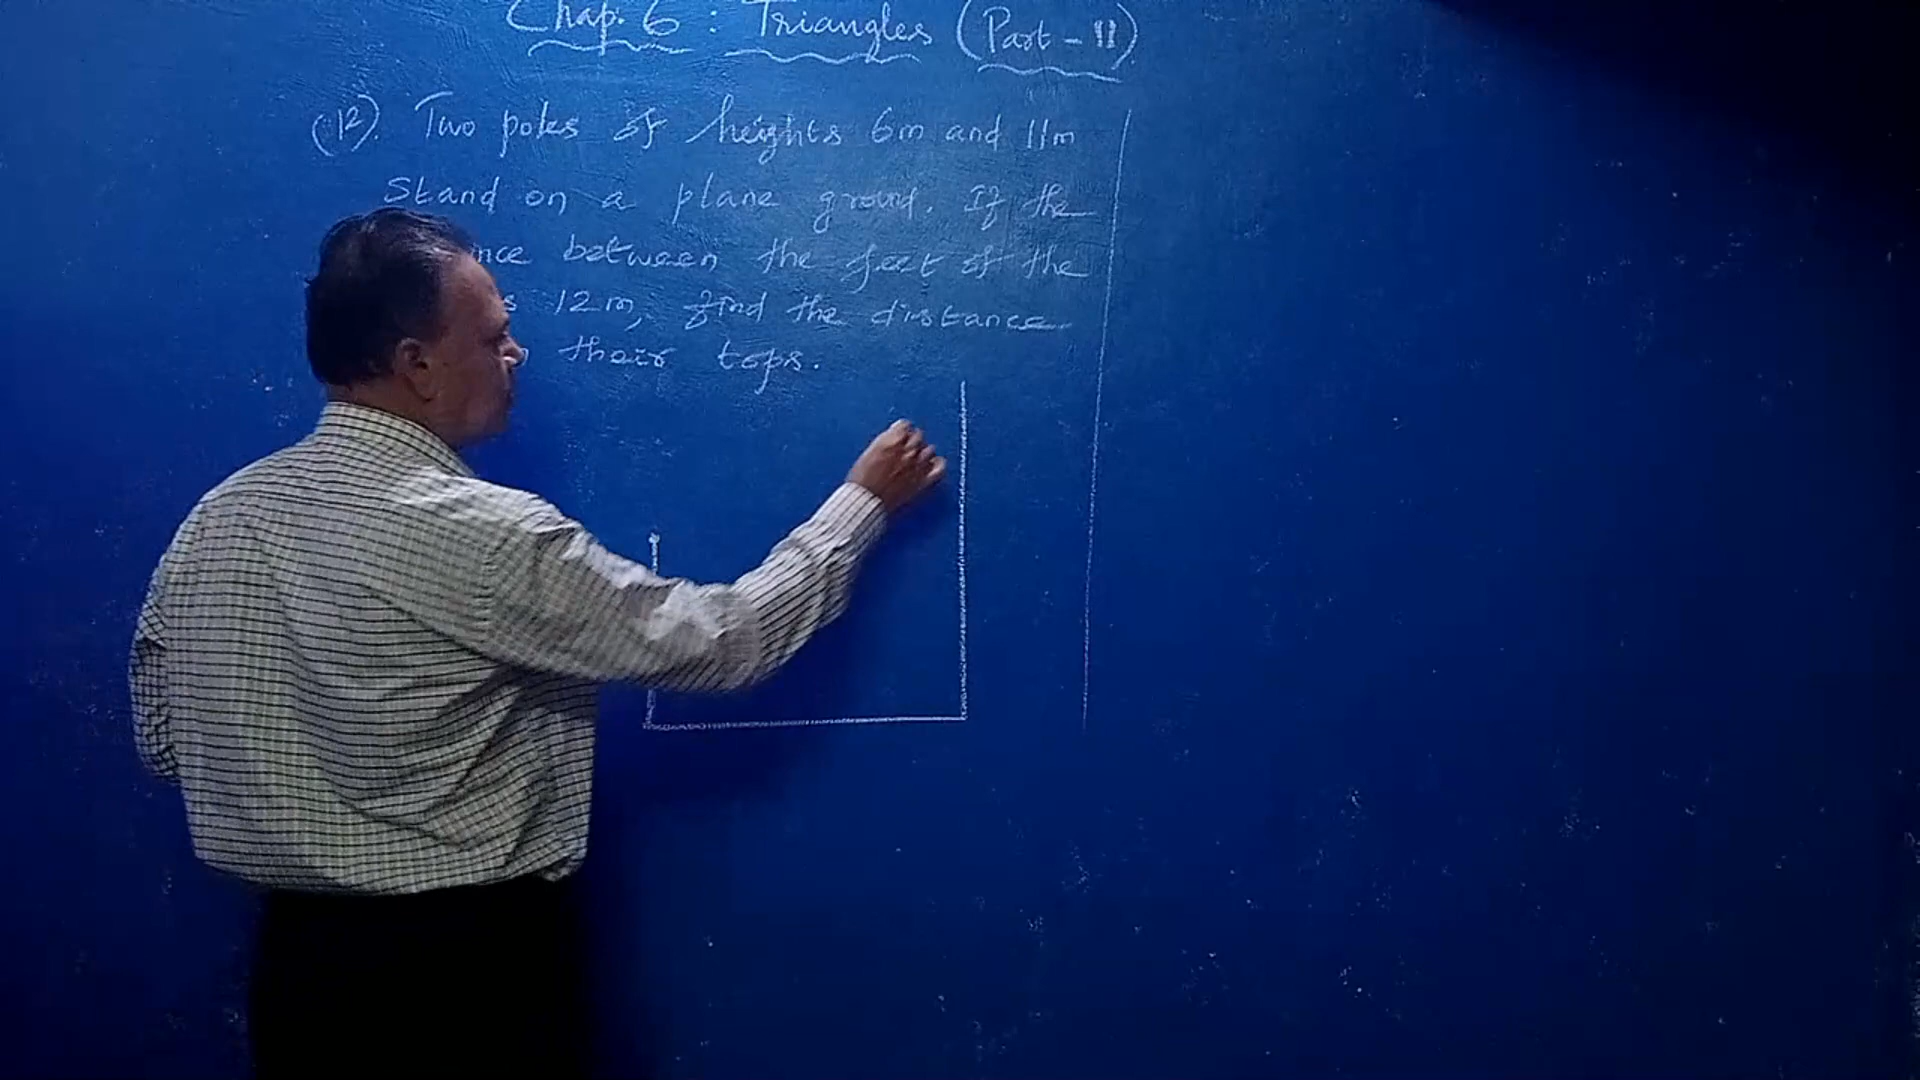 Chap. 6 : Triangles (Part - II)
(12). Two poles of heights 6m and 11m
Stand on a plane ground. If the
between the feet of the
12m, find the distance
their tops.